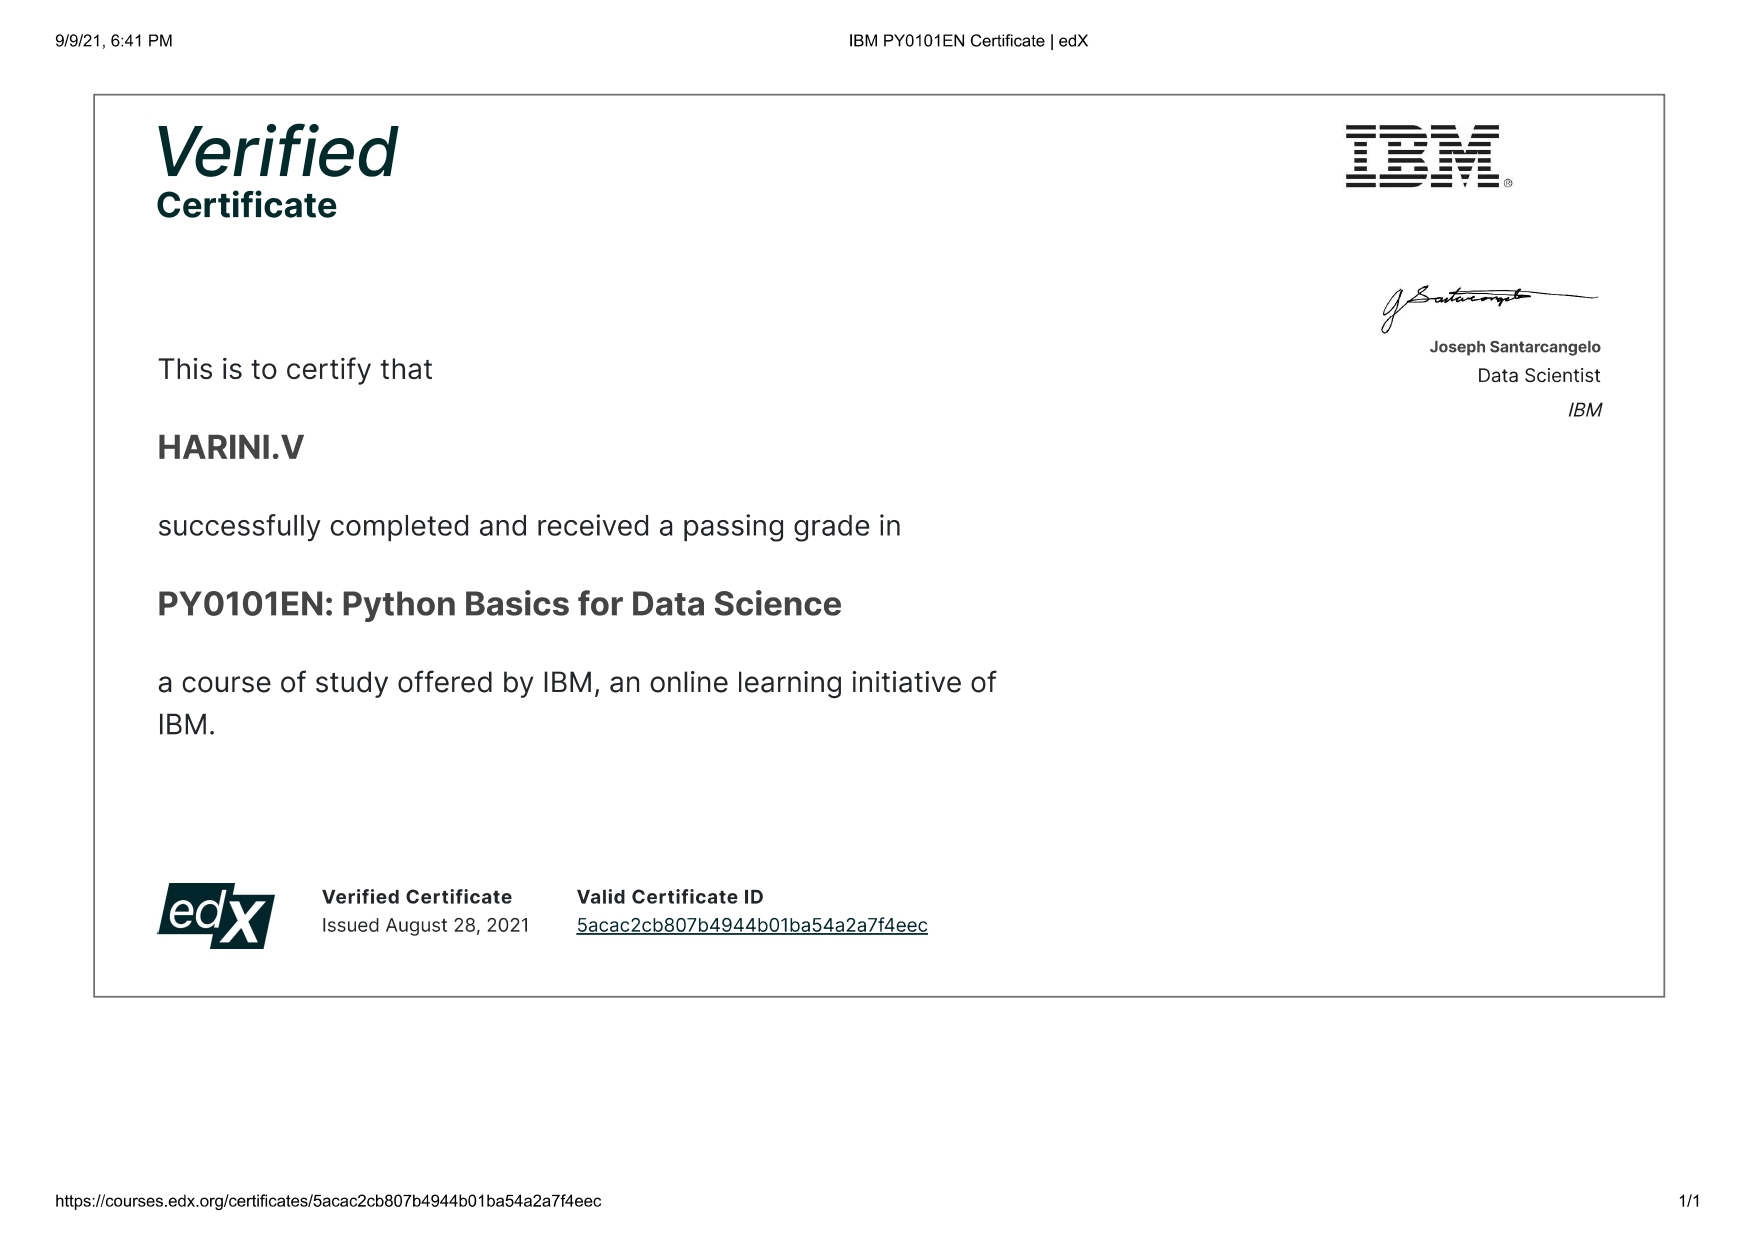 9/9/21, 6:41 PM
IBM PY0101EN Certificate | edX
Verified
Certificate
IBM®
J Santarcangelo
Joseph Santarcangelo
Data Scientist
IBM
This is to certify that
HARINI.V
successfully completed and received a passing grade in
PY0101EN: Python Basics for Data Science
a course of study offered by IBM, an online learning initiative of
IBM.
edX
Verified Certificate
Issued August 28, 2021
Valid Certificate ID
5acac2cb807b4944b01ba54a2a7f4eec
https://courses.edx.org/certificates/5acac2cb807b4944b01ba54a2a7f4eec
1/1